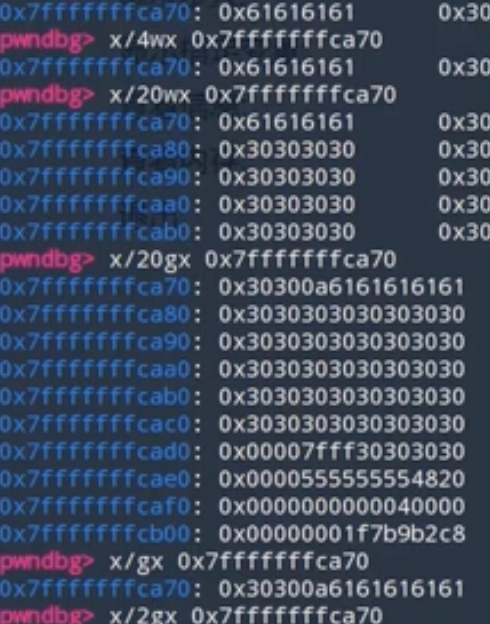 0x7fffffffca70: 0x61616161 0x30
pwndbg> x/4wx 0x7fffffffca70
0x7fffffffca70: 0x61616161 0x30
pwndbg> x/20wx 0x7fffffffca70
0x7fffffffca70: 0x61616161 0x30
0x7fffffffca80: 0x30303030 0x30
0x7fffffffca90: 0x30303030 0x30
0x7fffffffcaa0: 0x30303030 0x30
0x7fffffffcab0: 0x30303030 0x30
pwndbg> x/20gx 0x7fffffffca70
0x7fffffffca70: 0x30300a6161616161
0x7fffffffca80: 0x3030303030303030
0x7fffffffca90: 0x3030303030303030
0x7fffffffcaa0: 0x3030303030303030
0x7fffffffcab0: 0x3030303030303030
0x7fffffffcac0: 0x3030303030303030
0x7fffffffcad0: 0x00007fff30303030
0x7fffffffcae0: 0x0000555555554820
0x7fffffffcaf0: 0x0000000000040000
0x7fffffffcb00: 0x00000001f7b9b2c8
pwndbg> x/gx 0x7fffffffca70
0x7fffffffca70: 0x30300a6161616161
pwndbg> x/2gx 0x7fffffffca70